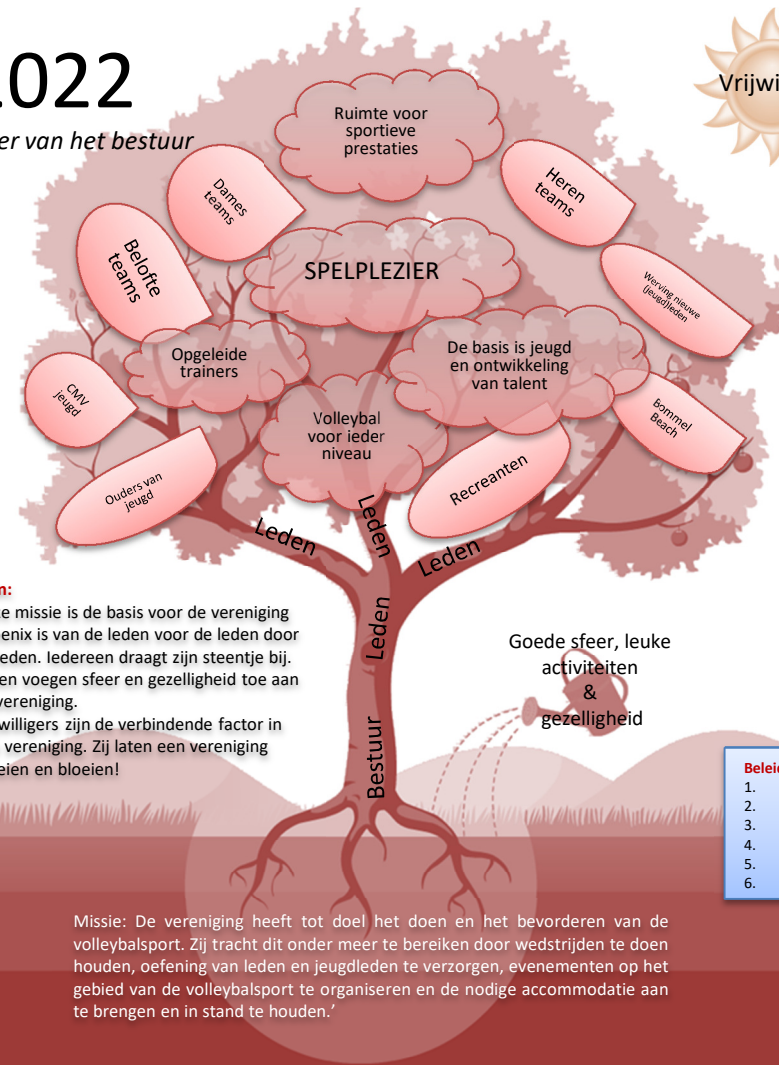 2022
er van het bestuur
Vrijwi
Ruimte voor
sportieve
prestaties
Dames
teams
Heren
teams
Belofte
teams
SPELPLEZIER
Werving nieuwe
(jeugd)leden
Opgeleide
trainers
De basis is jeugd
en ontwikkeling
van talent
CMV
jeugd
Volleybal
voor ieder
niveau
Bommel
Beach
Ouders van
jeugd
Recreanten
Leden
Leden
Leden
Leden
Bestuur
n:
e missie is de basis voor de vereniging
enix is van de leden voor de leden door
eden. Iedereen draagt zijn steentje bij.
en voegen sfeer en gezelligheid toe aan
vereniging.
willigers zijn de verbindende factor in
vereniging. Zij laten een vereniging
eien en bloeien!
Goede sfeer, leuke
activiteiten
&
gezelligheid
Beleid
1.
2.
3.
4.
5.
6.
Missie: De vereniging heeft tot doel het doen en het bevorderen van de
volleybalsport. Zij tracht dit onder meer te bereiken door wedstrijden te doen
houden, oefening van leden en jeugdleden te verzorgen, evenementen op het
gebied van de volleybalsport te organiseren en de nodige accommodatie aan
te brengen en in stand te houden.’